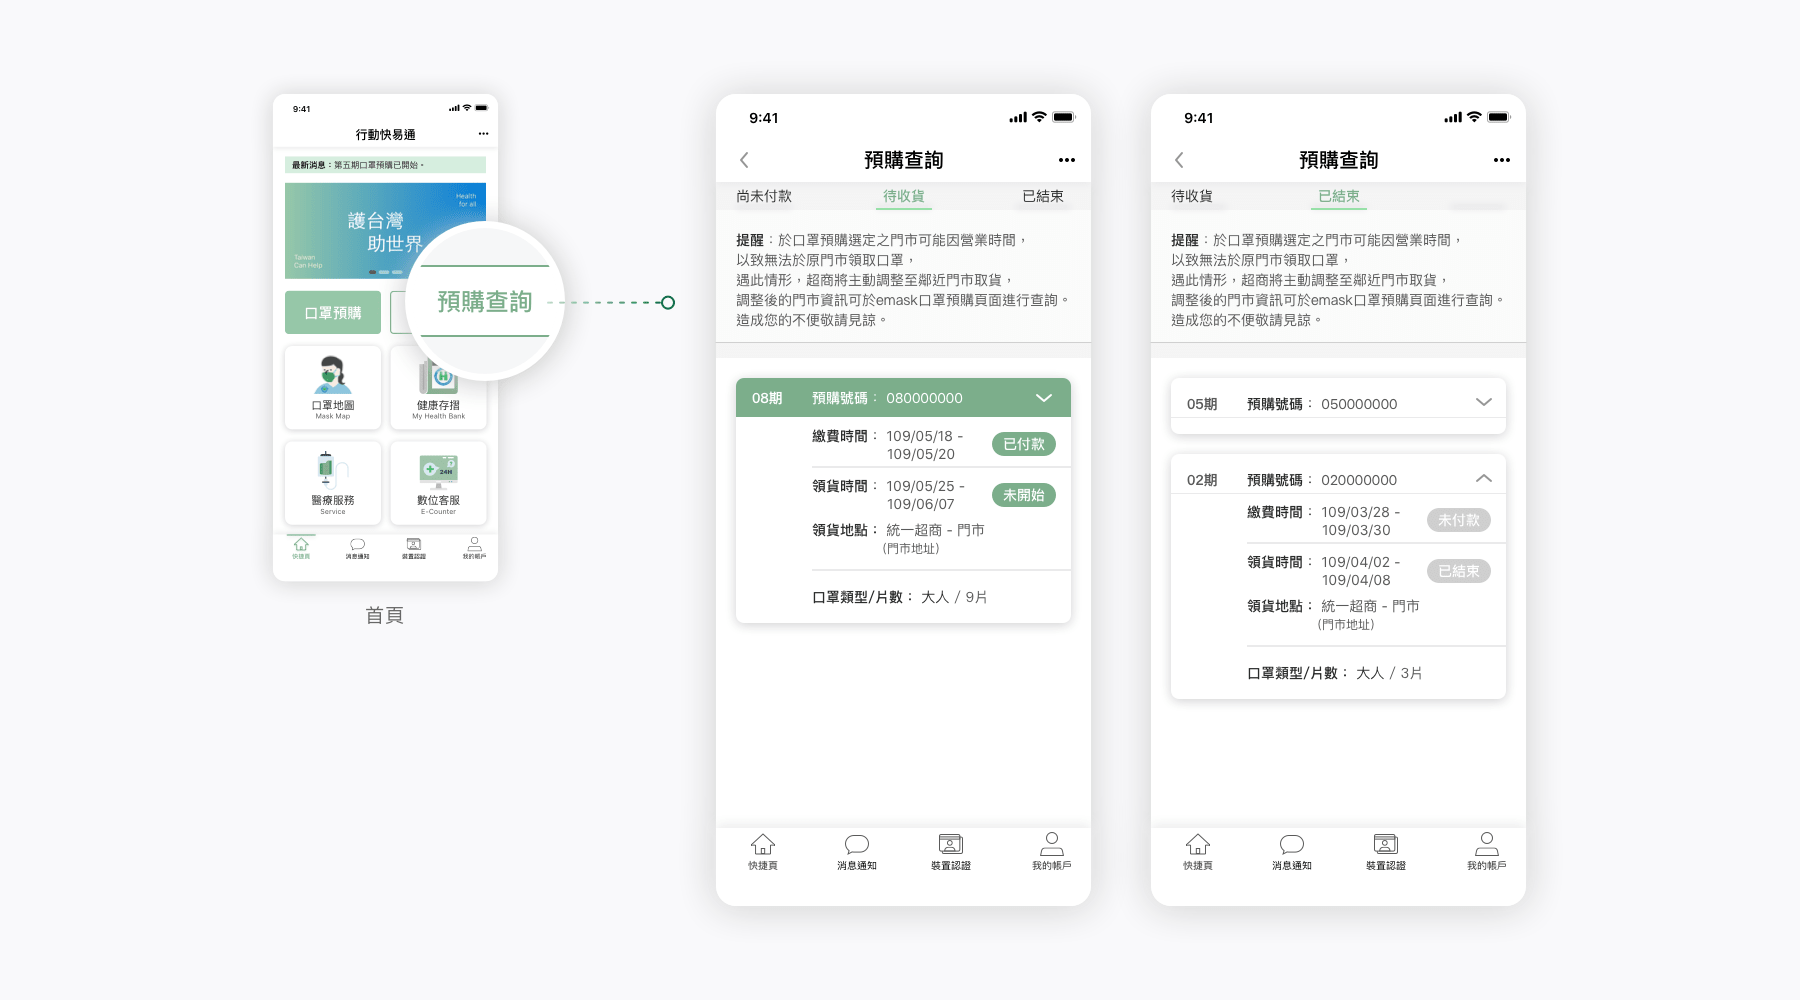 9:41
行動快易通
最新消息：第五期口罩預購已開始。
Health
for all
護台灣
助世界
Taiwan
Can Help
口罩預購
預購查詢
口罩地圖
Mask Map
健康存摺
My Health Bank
24H
醫療服務
Service
數位客服
E-Counter
快捷頁
消息通知
裝置認證
我的帳戶
首頁
9:41
預購查詢
尚未付款
待收貨
已結束
提醒：於口罩預購選定之門市可能因營業時間，
以致無法於原門市領取口罩，
遇此情形，超商將主動調整至鄰近門市取貨，
調整後的門市資訊可於emask口罩預購頁面進行查詢。
造成您的不便敬請見諒。
08期 預購號碼： 080000000
繳費時間： 109/05/18 -
109/05/20
已付款
領貨時間： 109/05/25 -
109/06/07
未開始
領貨地點： 統一超商 - 門市
(門市地址)
口罩類型/片數： 大人 / 9片
快捷頁
消息通知
裝置認證
我的帳戶
9:41
預購查詢
待收貨
已結束
提醒：於口罩預購選定之門市可能因營業時間，
以致無法於原門市領取口罩，
遇此情形，超商將主動調整至鄰近門市取貨，
調整後的門市資訊可於emask口罩預購頁面進行查詢。
造成您的不便敬請見諒。
05期 預購號碼： 050000000
02期 預購號碼： 020000000
繳費時間： 109/03/28 -
109/03/30
未付款
領貨時間： 109/04/02 -
109/04/08
已結束
領貨地點： 統一超商 - 門市
(門市地址)
口罩類型/片數： 大人 / 3片
快捷頁
消息通知
裝置認證
我的帳戶